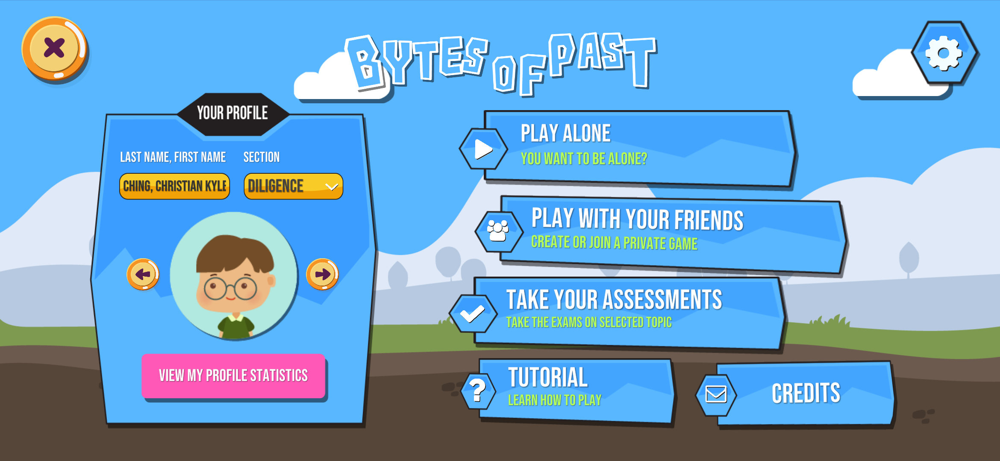 BYTES OF PAST
YOUR PROFILE
LAST NAME, FIRST NAME
SECTION
CHING, CHRISTIAN KYLE
DILIGENCE
VIEW MY PROFILE STATISTICS
PLAY ALONE
YOU WANT TO BE ALONE?
PLAY WITH YOUR FRIENDS
CREATE OR JOIN A PRIVATE GAME
TAKE YOUR ASSESSMENTS
TAKE THE EXAMS ON SELECTED TOPIC
TUTORIAL
LEARN HOW TO PLAY
CREDITS